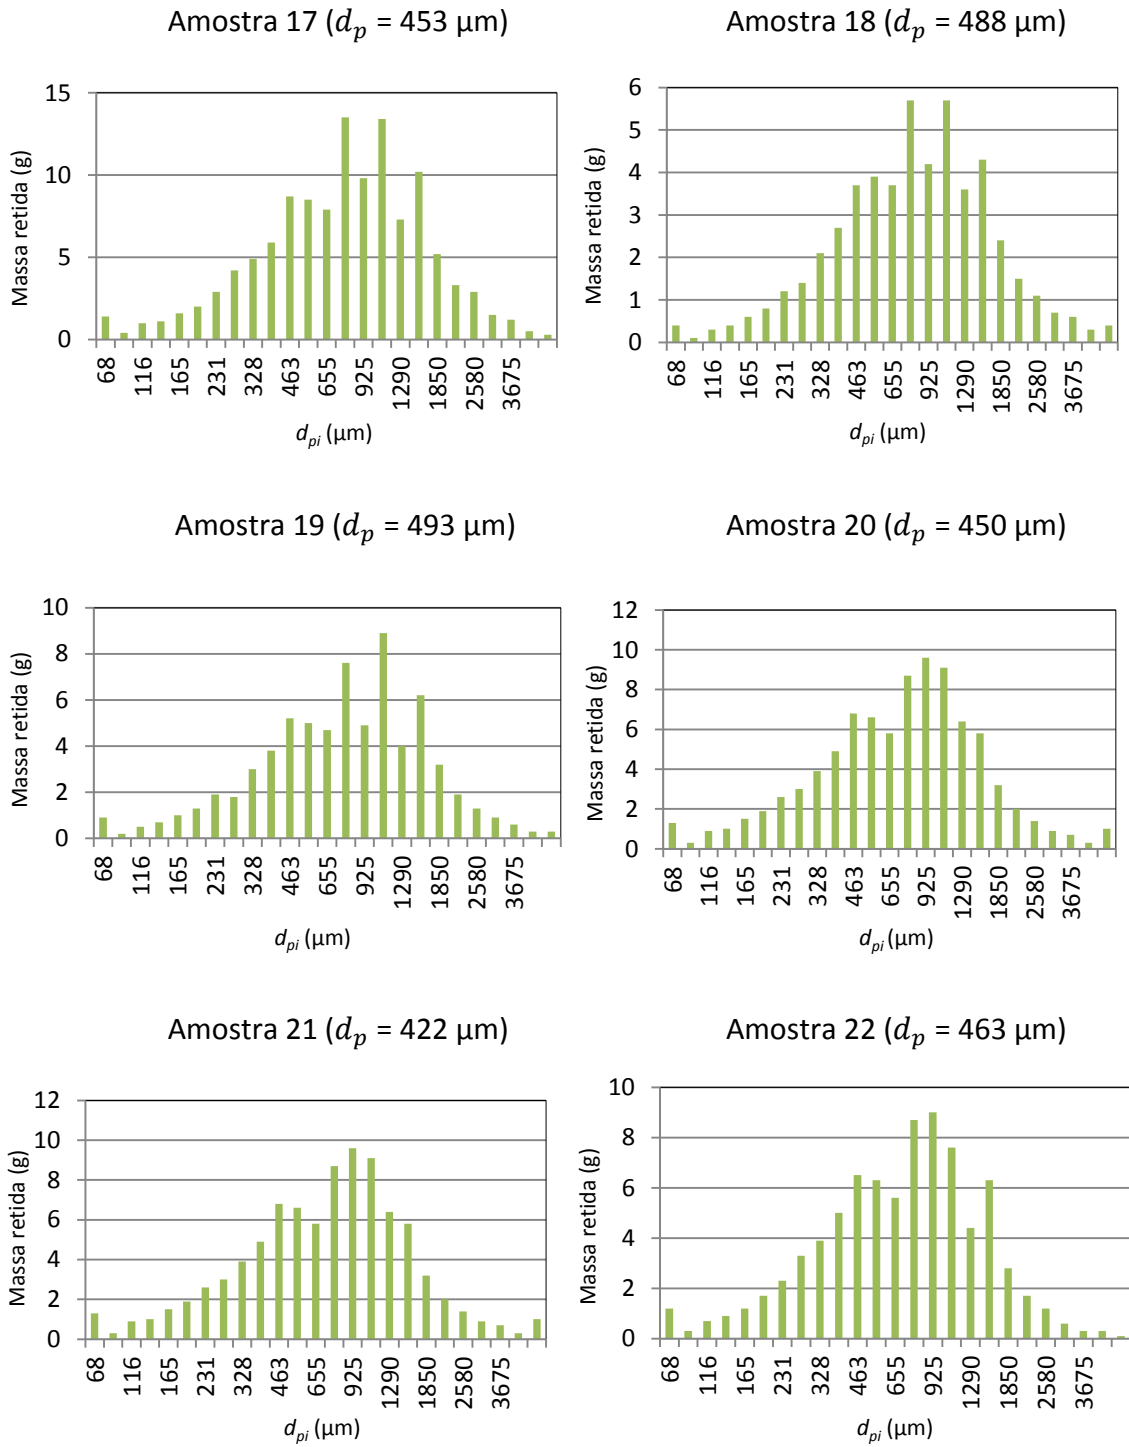 Amostra 17 (d_p = 453 µm)
15
10
5
0
Massa retida (g)
68 116 165 231 328 463 655 925 1290 1850 2580 3675
d_pi (µm)
Amostra 18 (d_p = 488 µm)
6
5
4
3
2
1
0
Massa retida (g)
68 116 165 231 328 463 655 925 1290 1850 2580 3675
d_pi (µm)
Amostra 19 (d_p = 493 µm)
10
8
6
4
2
0
Massa retida (g)
68 116 165 231 328 463 655 925 1290 1850 2580 3675
d_pi (µm)
Amostra 20 (d_p = 450 µm)
12
10
8
6
4
2
0
Massa retida (g)
68 116 165 231 328 463 655 925 1290 1850 2580 3675
d_pi (µm)
Amostra 21 (d_p = 422 µm)
12
10
8
6
4
2
0
Massa retida (g)
68 116 165 231 328 463 655 925 1290 1850 2580 3675
d_pi (µm)
Amostra 22 (d_p = 463 µm)
10
8
6
4
2
0
Massa retida (g)
68 116 165 231 328 463 655 925 1290 1850 2580 3675
d_pi (µm)